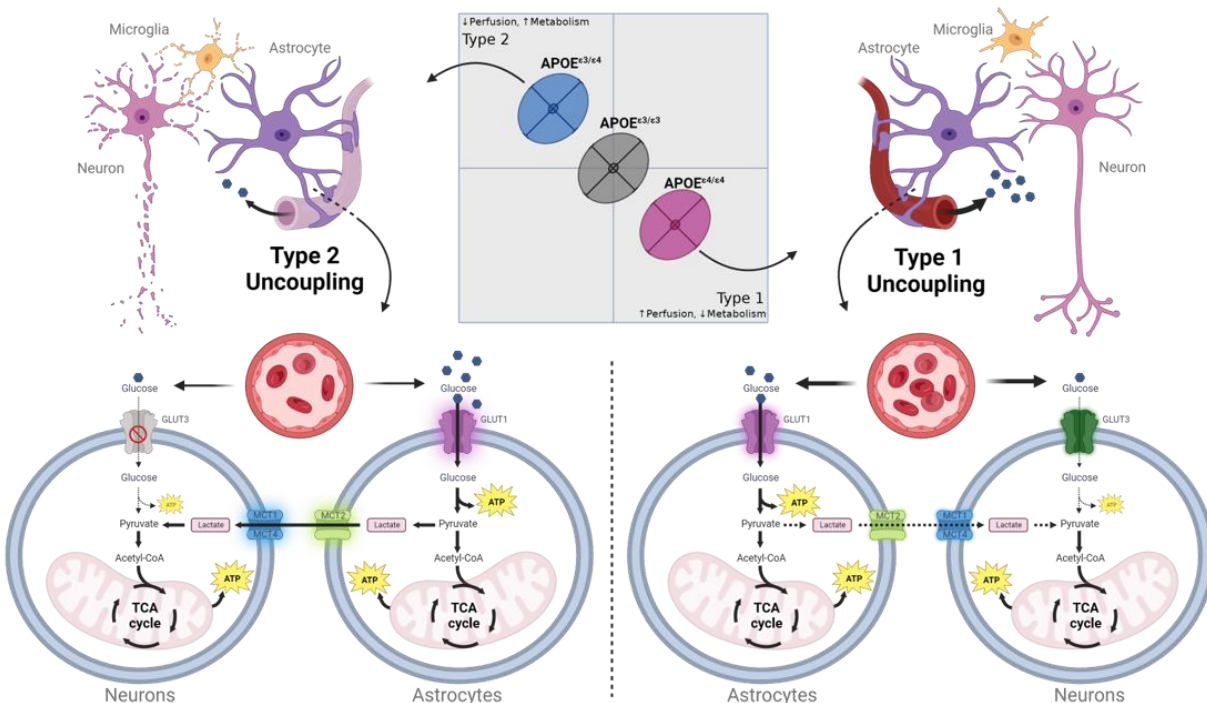 Microglia
Astrocyte
Neuron
Type 2
Uncoupling
↓Perfusion, ↑Metabolism
Type 2
APOEε3/ε4
APOEε3/ε3
APOEε4/ε4
Type 1
↑Perfusion, ↓Metabolism
Microglia
Astrocyte
Neuron
Type 1
Uncoupling
Glucose
GLUT3
Glucose
ATP
Pyruvate
Lactate
MCT1
MCT4
Acetyl-CoA
ATP
TCA
cycle
Neurons
Glucose
GLUT1
Glucose
ATP
Pyruvate
Lactate
MCT2
Acetyl-CoA
ATP
TCA
cycle
Astrocytes
Glucose
GLUT1
Glucose
ATP
Pyruvate
Lactate
MCT2
Acetyl-CoA
ATP
TCA
cycle
Astrocytes
Glucose
GLUT3
Glucose
ATP
MCT1
MCT4
Lactate
Pyruvate
Acetyl-CoA
ATP
TCA
cycle
Neurons